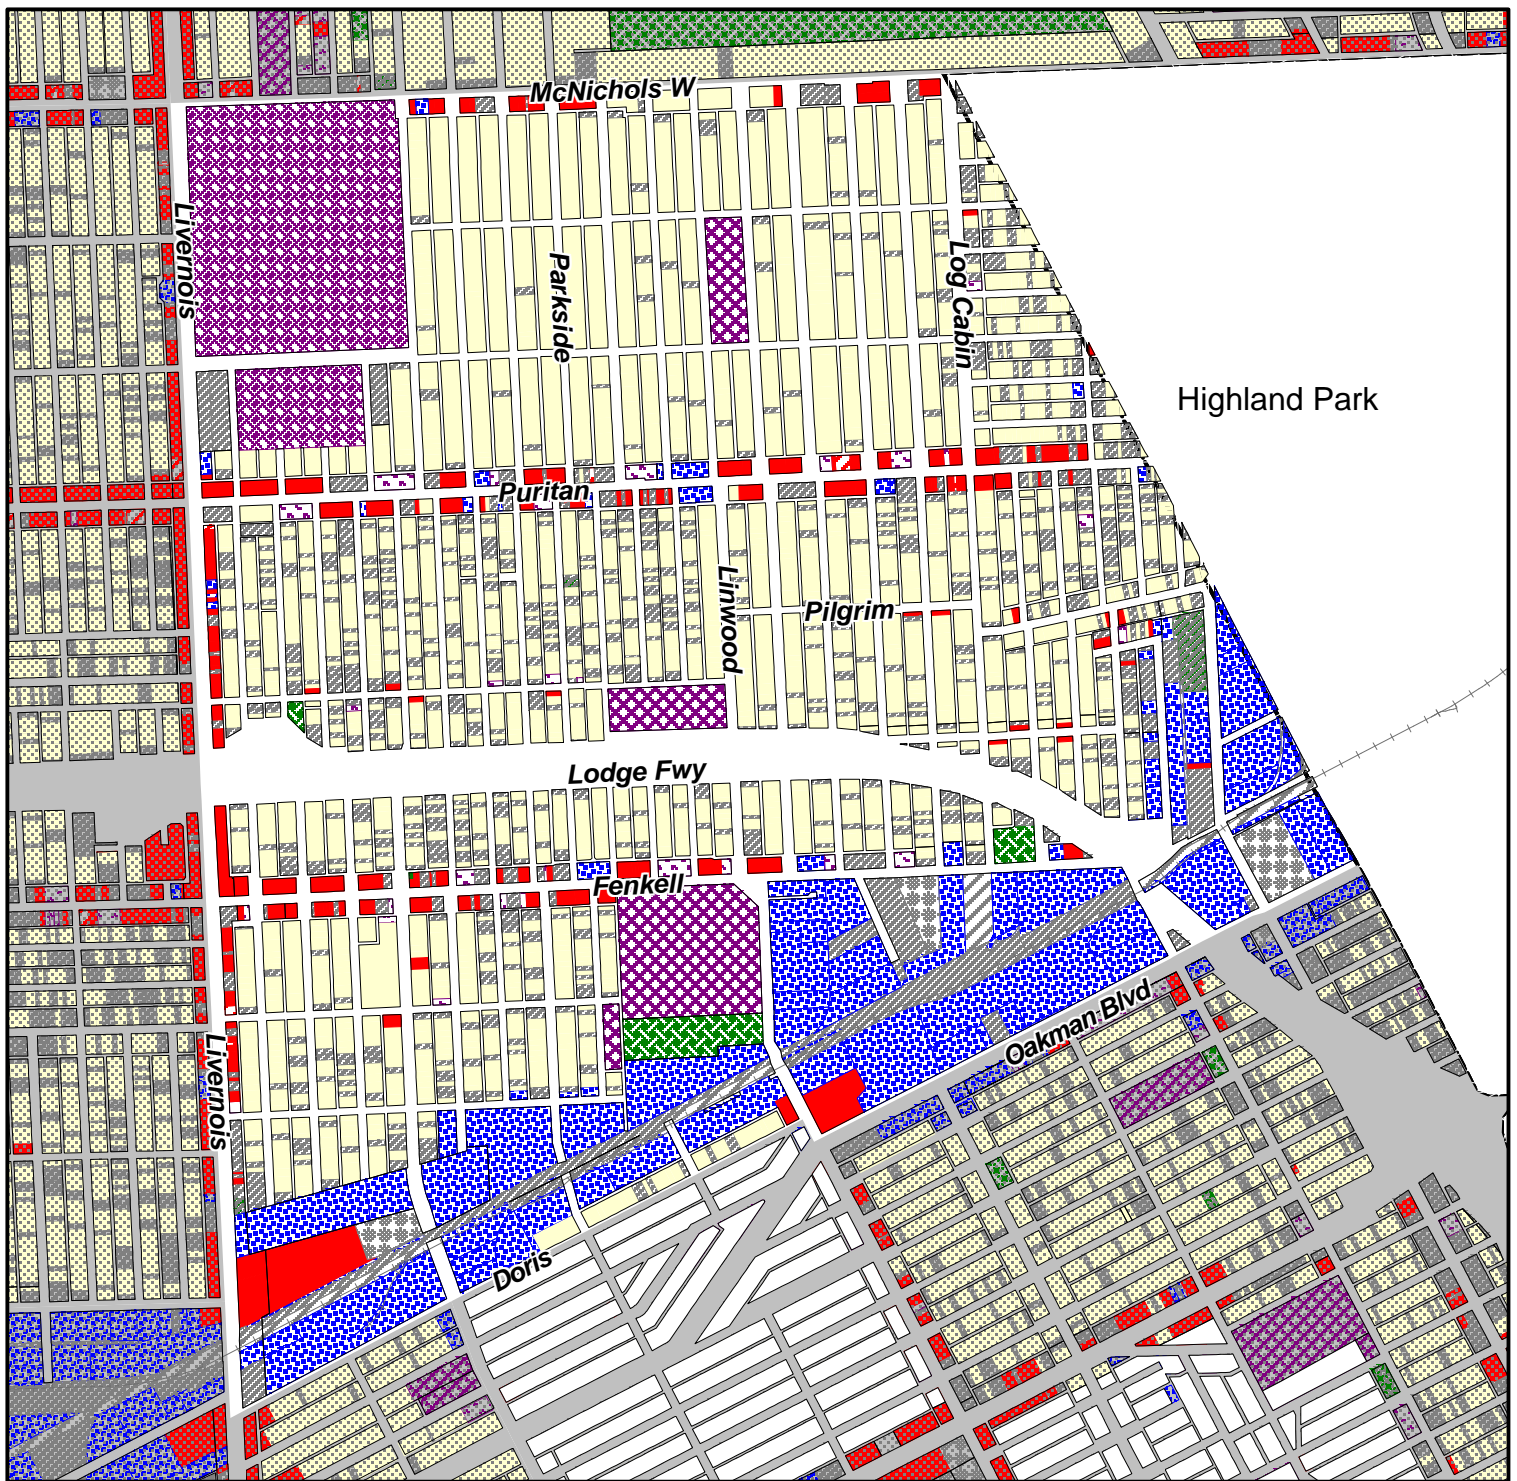 McNichols W
Livernois
Parkside
Log Cabin
Highland Park
Puritan
Linwood
Pilgrim
Lodge Fwy
Fenkell
Oakman Blvd
Livernois
Doris